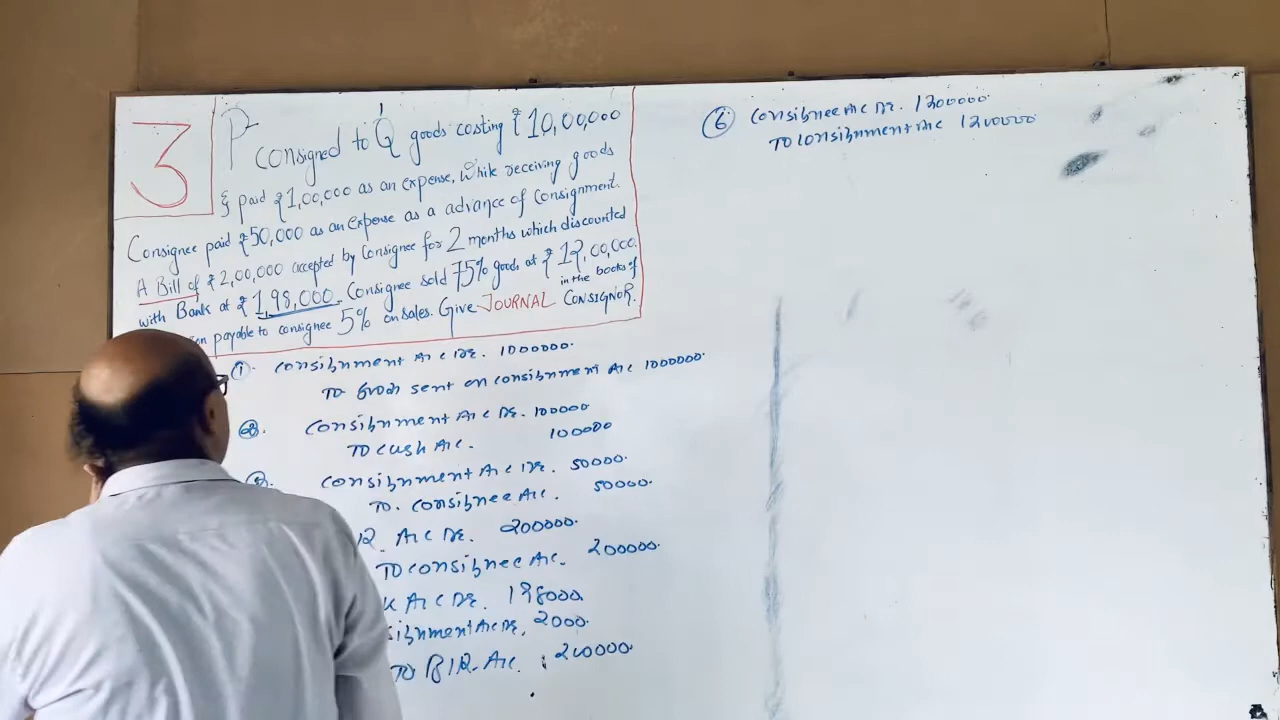 3
P consigned to Q goods costing ₹ 10,00,000
& paid ₹1,00,000 as an expense, While receiving goods
Consignee paid ₹50,000 as an Expense as a advance of Consignment.
A Bill of ₹2,00,000 accepted by Consignee for 2 months which discounted
with Bank at ₹1,98,000. Consignee sold 75% goods at ₹12,00,000.
payable to consignee 5% on sales. Give JOURNAL in the books of CONSIGNOR.
① Consignment A/c Dr. 1000000.
To Goods sent on consignment A/c 1000000.
②. Consignment A/c Dr. 100000
To cash A/c. 100000
Consignment A/c Dr. 50000.
To. consignee A/c. 50000.
R. A/c Dr. 200000.
To consignee A/c. 200000.
k A/c Dr. 198000
signment A/c Dr. 2000.
To B/R A/c. 200000.
⑥ Consignee A/c Dr. 1200000.
To consignment A/c 1200000.